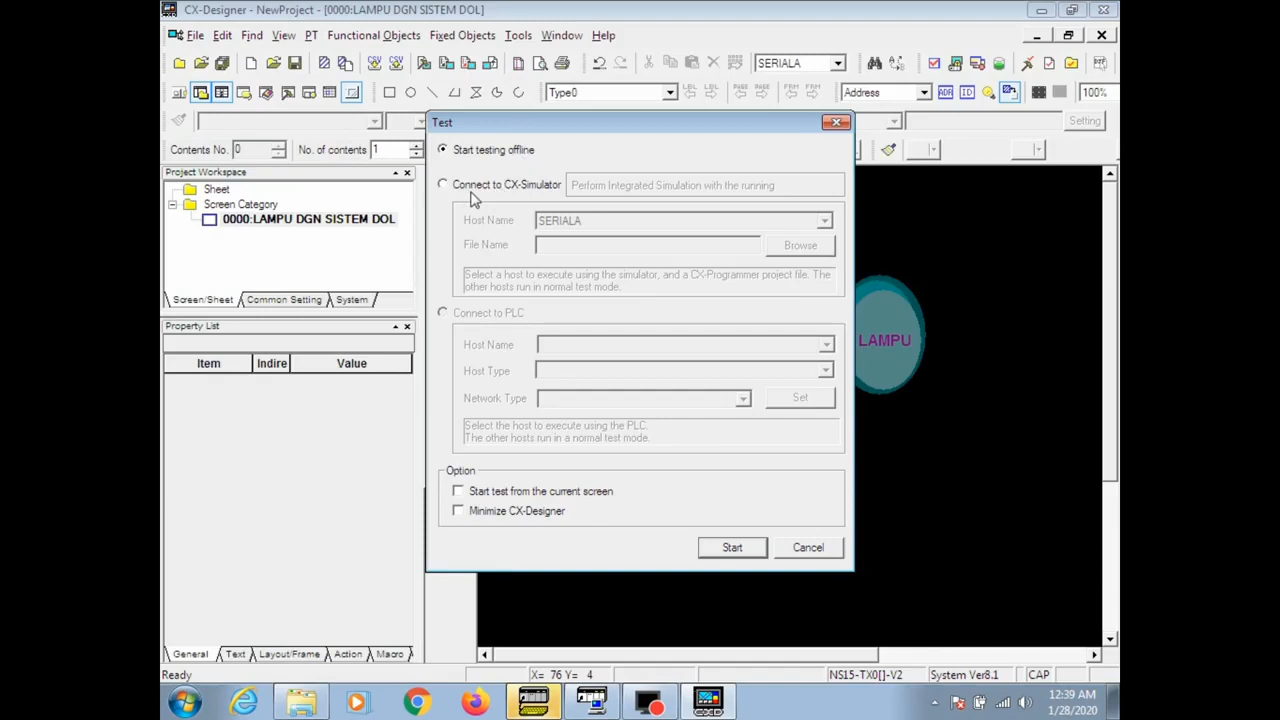 CX-Designer - NewProject - [0000:LAMPU DGN SISTEM DOL]
File Edit Find View PT Functional Objects Fixed Objects Tools Window Help
SERIALA
Type0 Address ADR ID 100%
Setting
Contents No. 0 No. of contents 1
Project Workspace
Sheet
Screen Category
0000:LAMPU DGN SISTEM DOL
Screen/Sheet Common Setting System
Property List
Item Indire Value
General Text Layout/Frame Action Macro
Test
Start testing offline
Connect to CX-Simulator Perform Integrated Simulation with the running
Host Name SERIALA
File Name Browse
Select a host to execute using the simulator, and a CX-Programmer project file. The
other hosts run in normal test mode.
Connect to PLC
Host Name
Host Type
Network Type Set
Select the host to execute using the PLC.
The other hosts run in a normal test mode.
Option
Start test from the current screen
Minimize CX-Designer
Start Cancel
LAMPU
Ready X= 76 Y= 4 NS15-TX0[]-V2 System Ver8.1 CAP
12:39 AM
1/28/2020